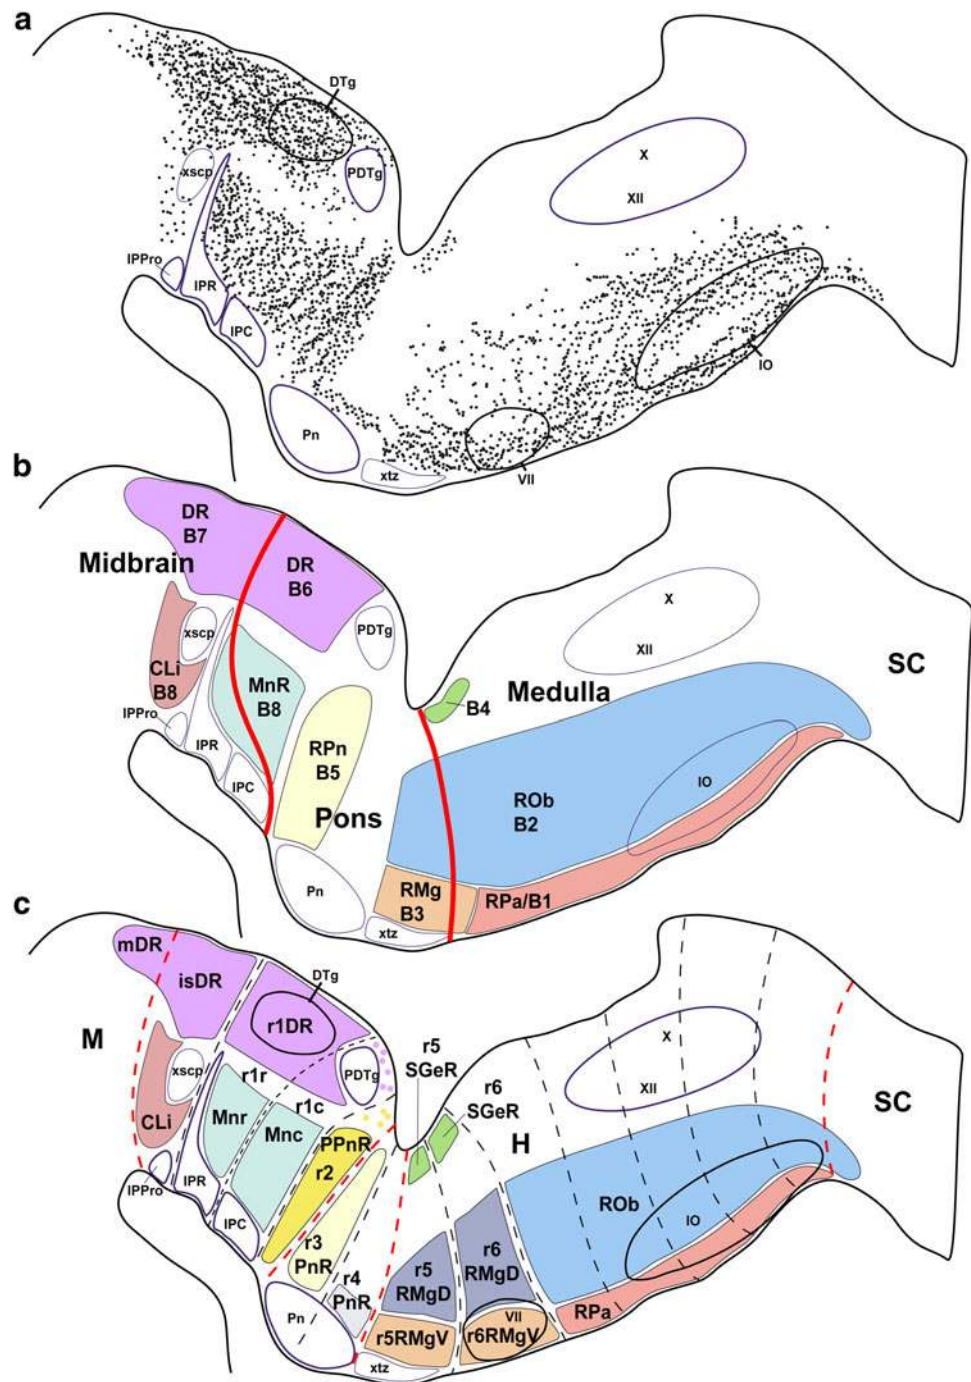 a
DTg
xscp
PDTg
X
XII
IPPro
IPR
IPC
IO
Pn
VII
xtz
b
DR
B7
Midbrain
DR
B6
X
xscp
PDTg
XII
CLi
B8
MnR
B8
B4
Medulla
SC
IPPro
IPR
RPn
B5
IPC
IO
ROb
B2
Pons
Pn
RMg
B3
RPa/B1
xtz
c
mDR
isDR
DTg
r1DR
M
r5
SGeR
X
xscp
r1r
PDTg
r6
SGeR
XII
SC
r1c
CLi
Mnr
Mnc
PPnR
H
r2
IPPro
IPR
ROb
IO
IPC
r3
PnR
r5
RMgD
r6
RMgD
r4
PnR
RPa
Pn
VII
r5RMgV
r6RMgV
xtz